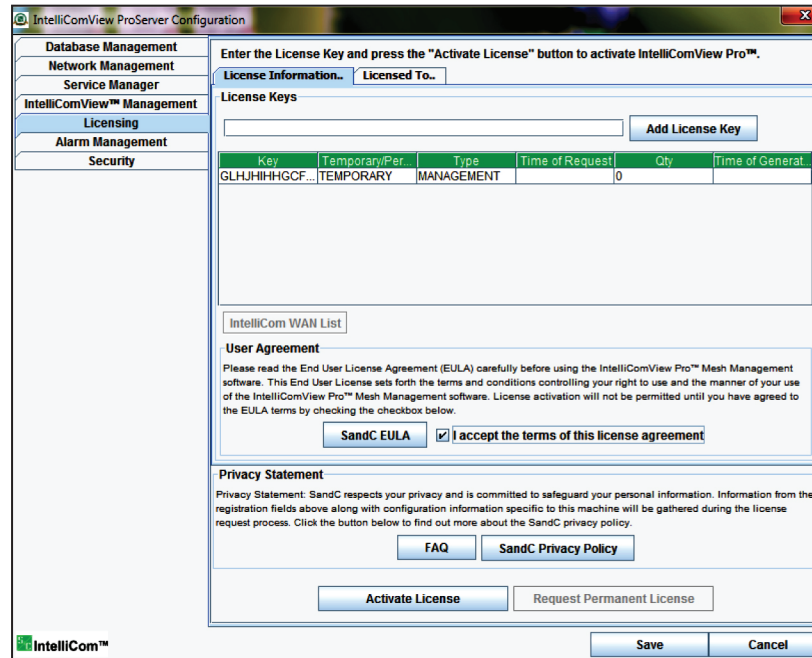 IntelliComView ProServer Configuration
Database Management
Network Management
Service Manager
IntelliComView™ Management
Licensing
Alarm Management
Security
Enter the License Key and press the "Activate License" button to activate IntelliComView Pro™.
License Information.. Licensed To..
License Keys
Add License Key
Key Temporary/Per... Type Time of Request Qty Time of Generat...
GLHJHIHHGCF... TEMPORARY MANAGEMENT 0
IntelliCom WAN List
User Agreement
Please read the End User License Agreement (EULA) carefully before using the IntelliComView Pro™ Mesh Management
software. This End User License sets forth the terms and conditions controlling your right to use and the manner of your use
of the IntelliComView Pro™ Mesh Management software. License activation will not be permitted until you have agreed to
the EULA terms by checking the checkbox below.
SandC EULA I accept the terms of this license agreement
Privacy Statement
Privacy Statement: SandC respects your privacy and is committed to safeguard your personal information. Information from the
registration fields above along with configuration information specific to this machine will be gathered during the license
request process. Click the button below to find out more about the SandC privacy policy.
FAQ SandC Privacy Policy
Activate License Request Permanent License
IntelliCom™ Save Cancel